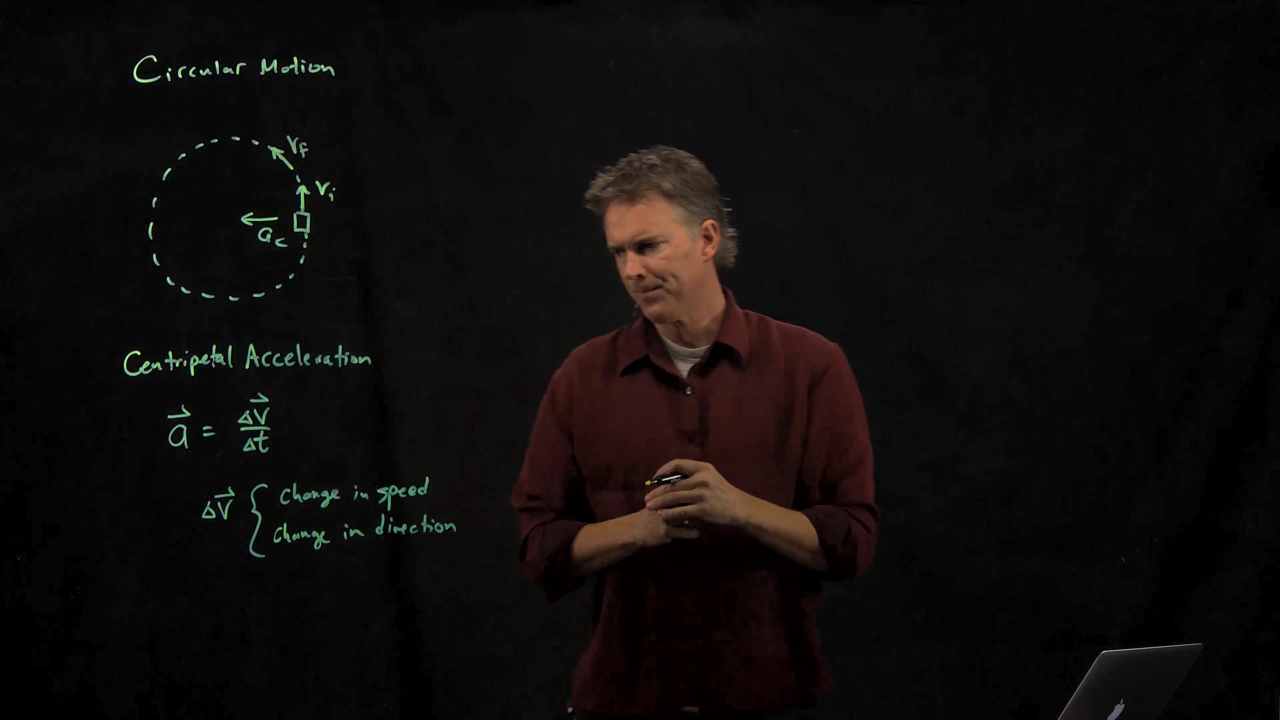 Circular Motion
vf
vi
ac
Centripetal Acceleration
a⃗ = Δv⃗/Δt
Δv⃗ { change in speed
change in direction